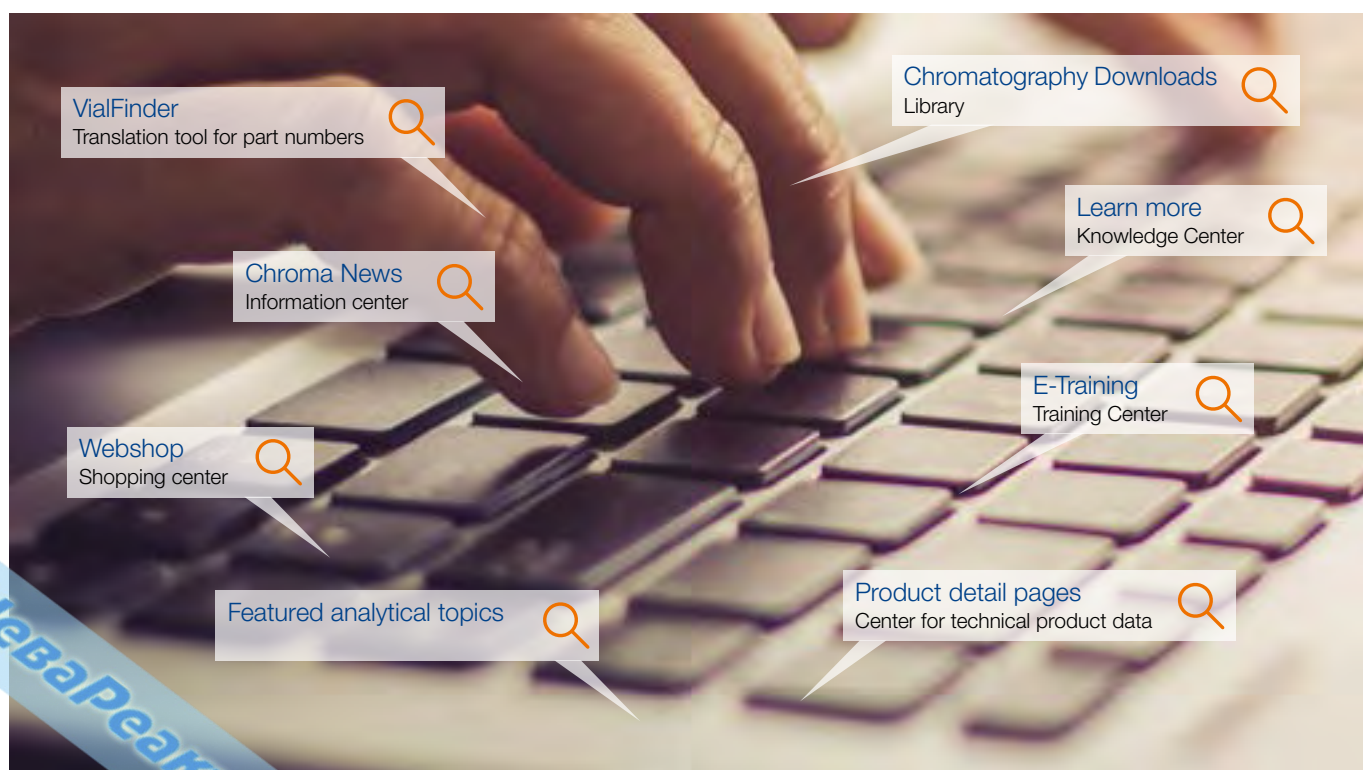 VialFinder
Translation tool for part numbers
Chromatography Downloads
Library
Learn more
Knowledge Center
Chroma News
Information center
E-Training
Training Center
Webshop
Shopping center
Featured analytical topics
Product detail pages
Center for technical product data